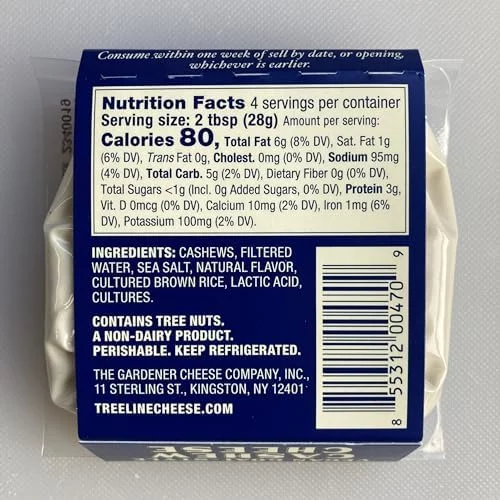 Consume within one week of sell by date, or opening,
whichever is earlier.
Nutrition Facts 4 servings per container
Serving size: 2 tbsp (28g) Amount per serving:
Calories 80, Total Fat 6g (8% DV), Sat. Fat 1g
(6% DV), Trans Fat 0g, Cholest. 0mg (0% DV), Sodium 95mg
(4% DV), Total Carb. 5g (2% DV), Dietary Fiber 0g (0% DV),
Total Sugars <1g (Incl. 0g Added Sugars, 0% DV), Protein 3g,
Vit. D 0mcg (0% DV), Calcium 10mg (2% DV), Iron 1mg (6%
DV), Potassium 100mg (2% DV).
INGREDIENTS: CASHEWS, FILTERED
WATER, SEA SALT, NATURAL FLAVOR,
CULTURED BROWN RICE, LACTIC ACID,
CULTURES.
CONTAINS TREE NUTS.
A NON-DAIRY PRODUCT.
PERISHABLE. KEEP REFRIGERATED.
THE GARDENER CHEESE COMPANY, INC.,
11 STERLING ST., KINGSTON, NY 12401
TREELINECHEESE.COM
8 55312 00470 9
2340019
CASHEW
CHEESE